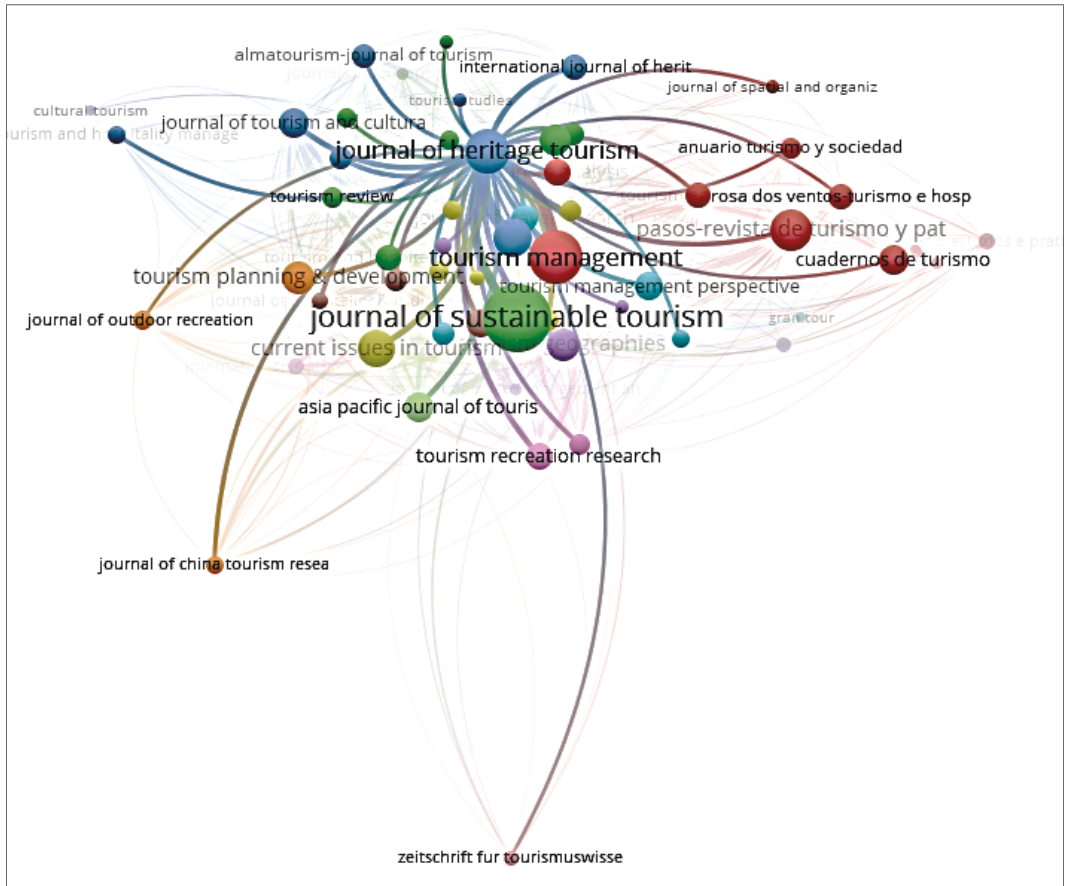 almatourism-journal of tourism
international journal of herit
journal of spatial and organiz
cultural tourism
tourism studies
journal of tourism and cultura
urism and hospitality manage
journal of heritage tourism
anuario turismo y sociedad
tourism review
rosa dos ventos-turismo e hosp
pasos-revista de turismo y pat
tourism management
cuadernos de turismo
tourism planning & development
tourism management perspective
journal of outdoor recreation
journal of sustainable tourism
gran tour
current issues in tourism
geographies
asia pacific journal of touris
tourism recreation research
journal of china tourism resea
zeitschrift fur tourismuswisse